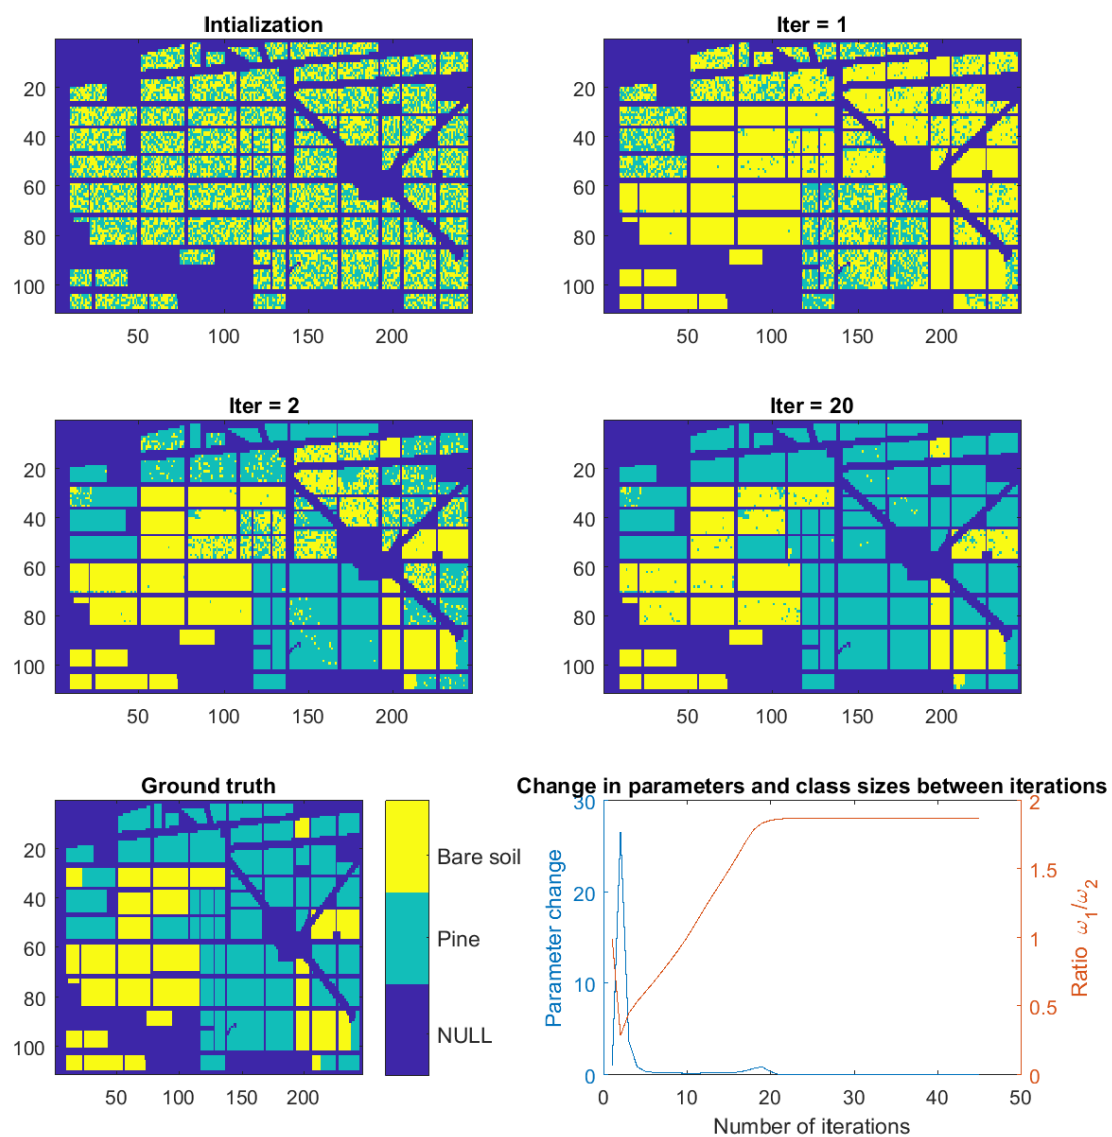 Intialization
20
40
60
80
100
50 100 150 200
Iter = 1
20
40
60
80
100
50 100 150 200
Iter = 2
20
40
60
80
100
50 100 150 200
Iter = 20
20
40
60
80
100
50 100 150 200
Ground truth
20
40
60
80
100
50 100 150 200
Bare soil
Pine
NULL
Change in parameters and class sizes between iterations
30
20
10
0
Parameter change
2
1.5
1
0.5
0
Ratio ω₁/ω₂
0 10 20 30 40 50
Number of iterations